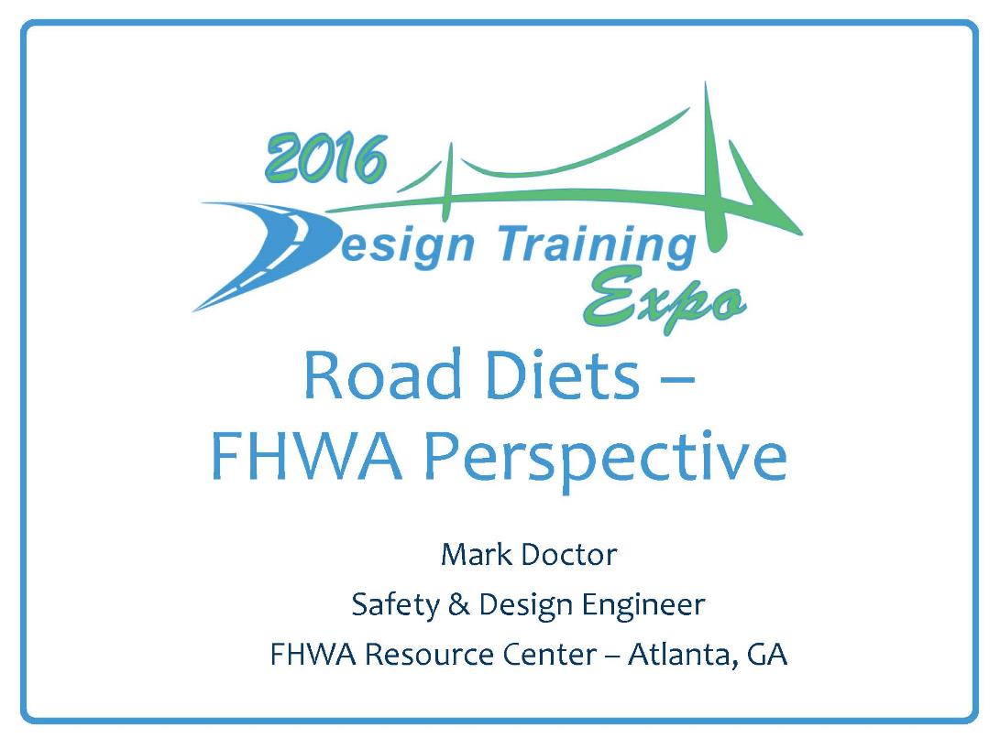 2016
Design Training
Expo
Road Diets –
FHWA Perspective
Mark Doctor
Safety & Design Engineer
FHWA Resource Center – Atlanta, GA